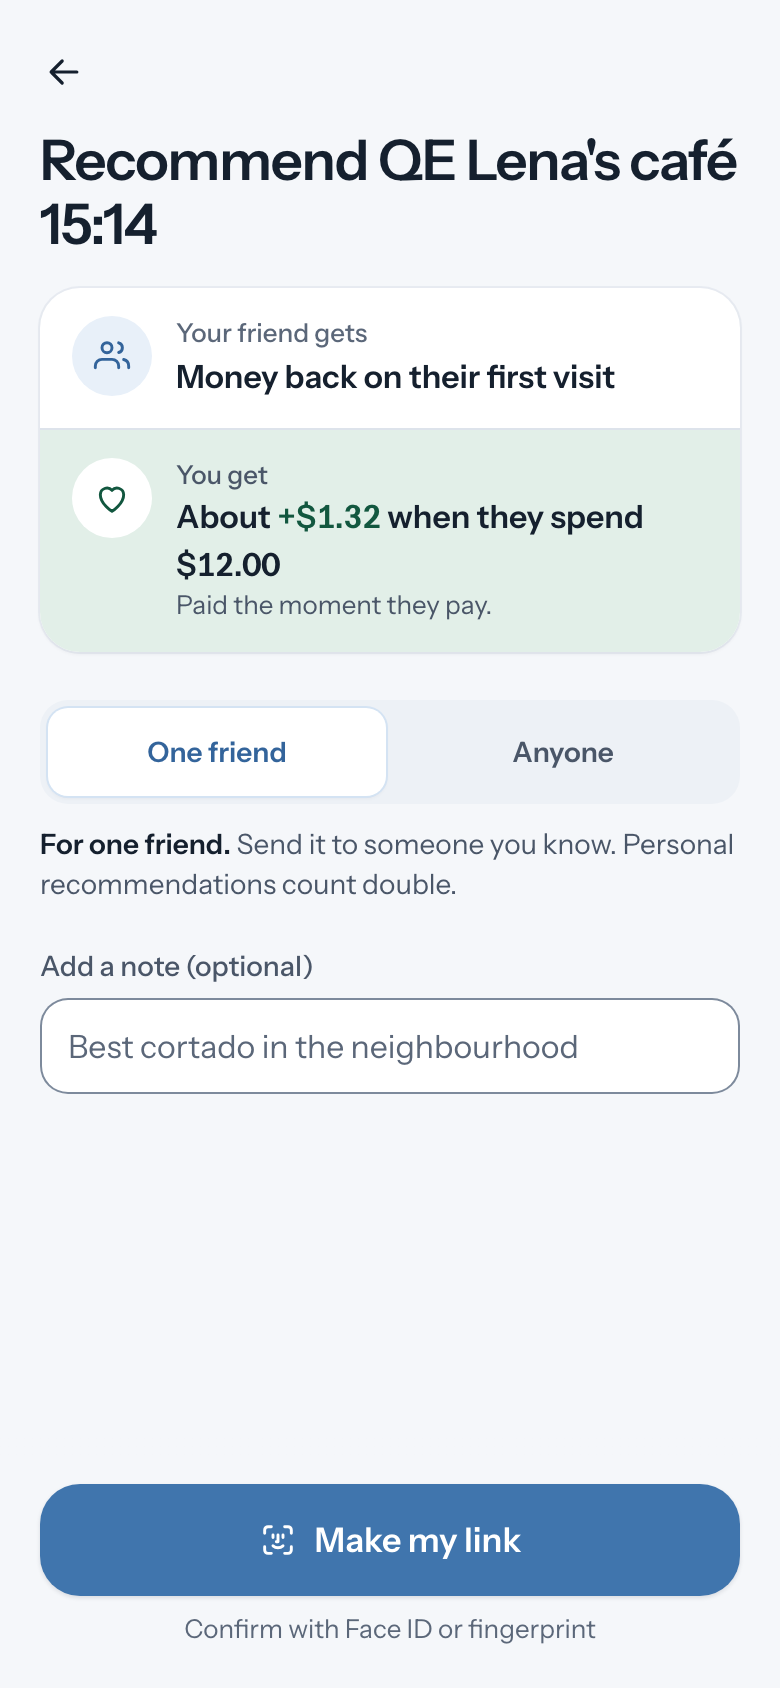 Recommend QE Lena's café
15:14
Your friend gets
Money back on their first visit
You get
About +$1.32 when they spend
$12.00
Paid the moment they pay.
One friend
Anyone
For one friend. Send it to someone you know. Personal
recommendations count double.
Add a note (optional)
Best cortado in the neighbourhood
Make my link
Confirm with Face ID or fingerprint